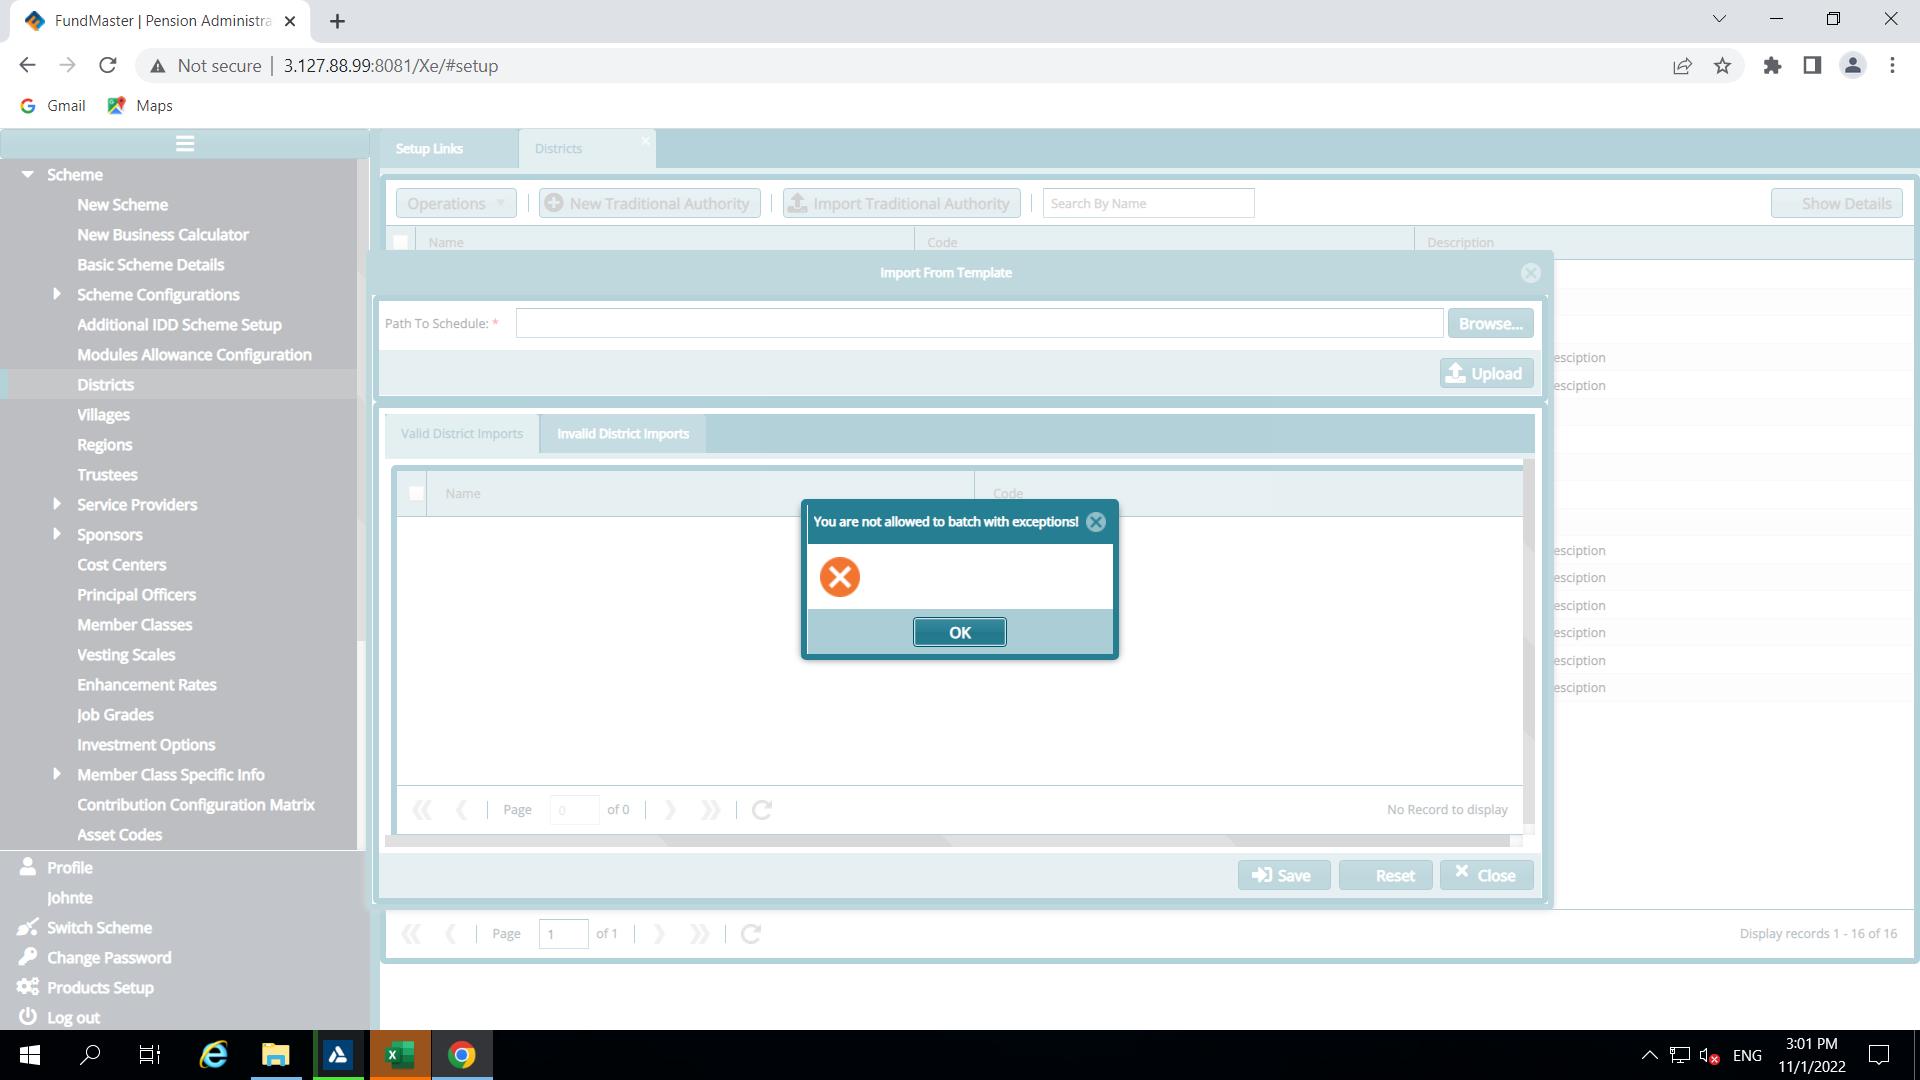 FundMaster | Pension Administra
Not secure | 3.127.88.99:8081/Xe/#setup
Gmail
Maps
Setup Links
Districts
Scheme
New Scheme
New Business Calculator
Basic Scheme Details
Scheme Configurations
Additional IDD Scheme Setup
Modules Allowance Configuration
Districts
Villages
Regions
Trustees
Service Providers
Sponsors
Cost Centers
Principal Officers
Member Classes
Vesting Scales
Enhancement Rates
Job Grades
Investment Options
Member Class Specific Info
Contribution Configuration Matrix
Asset Codes
Profile
Johnte
Switch Scheme
Change Password
Products Setup
Log out
Operations
New Traditional Authority
Import Traditional Authority
Search By Name
Show Details
Name
Code
Description
Import From Template
Path To Schedule: *
Browse...
Upload
Valid District Imports
Invalid District Imports
Name
Code
You are not allowed to batch with exceptions!
OK
Page 0 of 0
No Record to display
Save
Reset
Close
esciption
esciption
esciption
esciption
esciption
esciption
esciption
esciption
Page 1 of 1
Display records 1 - 16 of 16
ENG
3:01 PM
11/1/2022